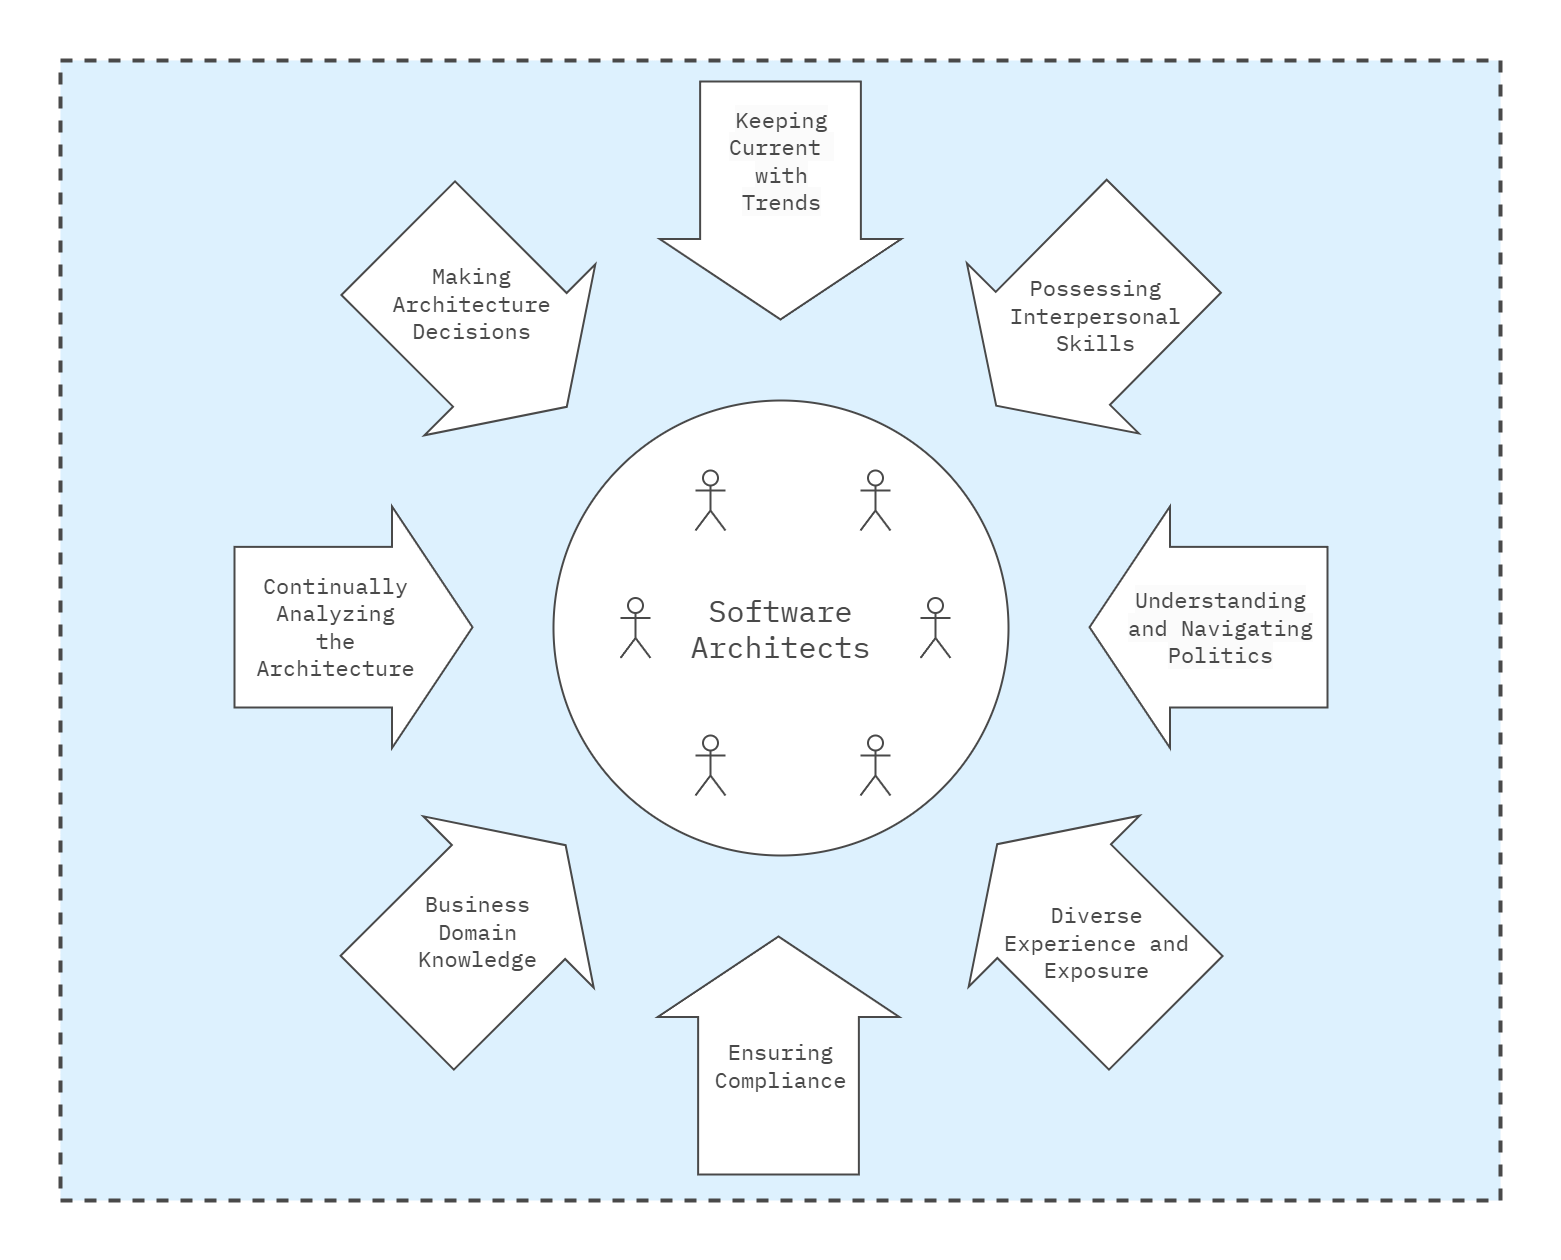 Keeping
Current
with
Trends
Making
Architecture
Decisions
Possessing
Interpersonal
Skills
Continually
Analyzing
the
Architecture
Software
Architects
Understanding
and Navigating
Politics
Business
Domain
Knowledge
Diverse
Experience and
Exposure
Ensuring
Compliance